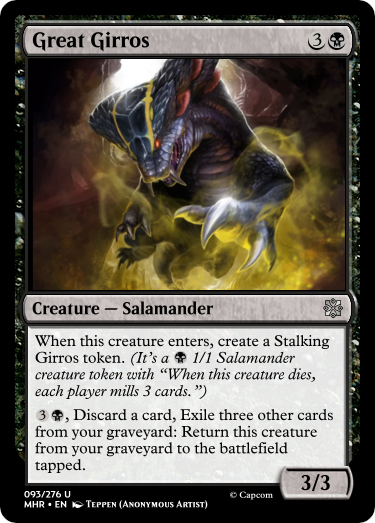 Great Girros 3
Creature — Salamander
When this creature enters, create a Stalking
Girros token. (It's a 1/1 Salamander
creature token with “When this creature dies,
each player mills 3 cards.”)
3, Discard a card, Exile three other cards
from your graveyard: Return this creature
from your graveyard to the battlefield
tapped.
3/3
093/276 U
MHR • EN Teppen (Anonymous Artist)
© Capcom